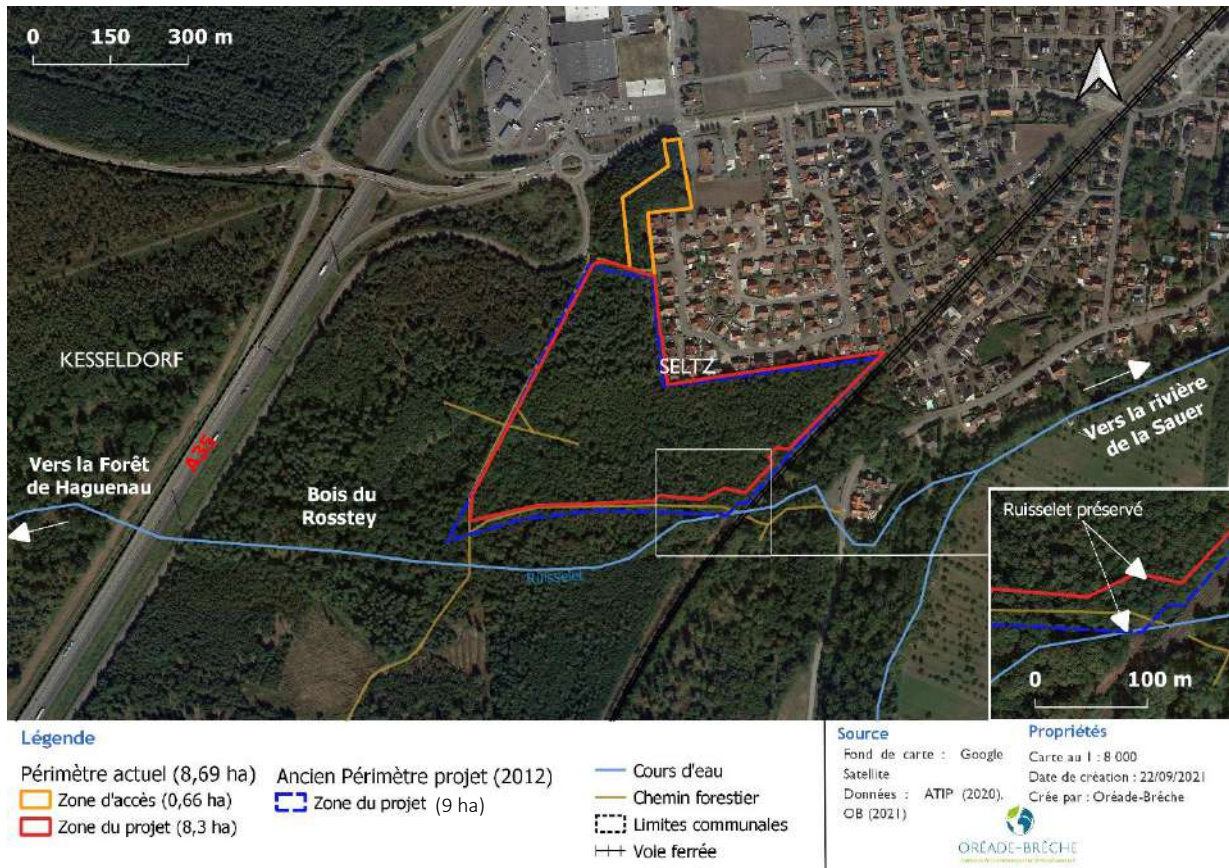 0 150 300 m
KESSELDORF
A35
SELTZ
Vers la Forêt
de Haguenau
Bois du
Rosstey
Vers la rivière
de la Sauer
Ruisselet
Ruisselet préservé
0 100 m
Légende
Périmètre actuel (8,69 ha)
Zone d'accès (0,66 ha)
Zone du projet (8,3 ha)
Ancien Périmètre projet (2012)
Zone du projet (9 ha)
Cours d'eau
Chemin forestier
Limites communales
Voie ferrée
Source
Fond de carte : Google
Satellite
Données : ATIP (2020),
OB (2021)
Propriétés
Carte au 1 : 8 000
Date de création : 22/09/2021
Crée par : Oréade-Brèche
ORÉADE-BRÈCHE